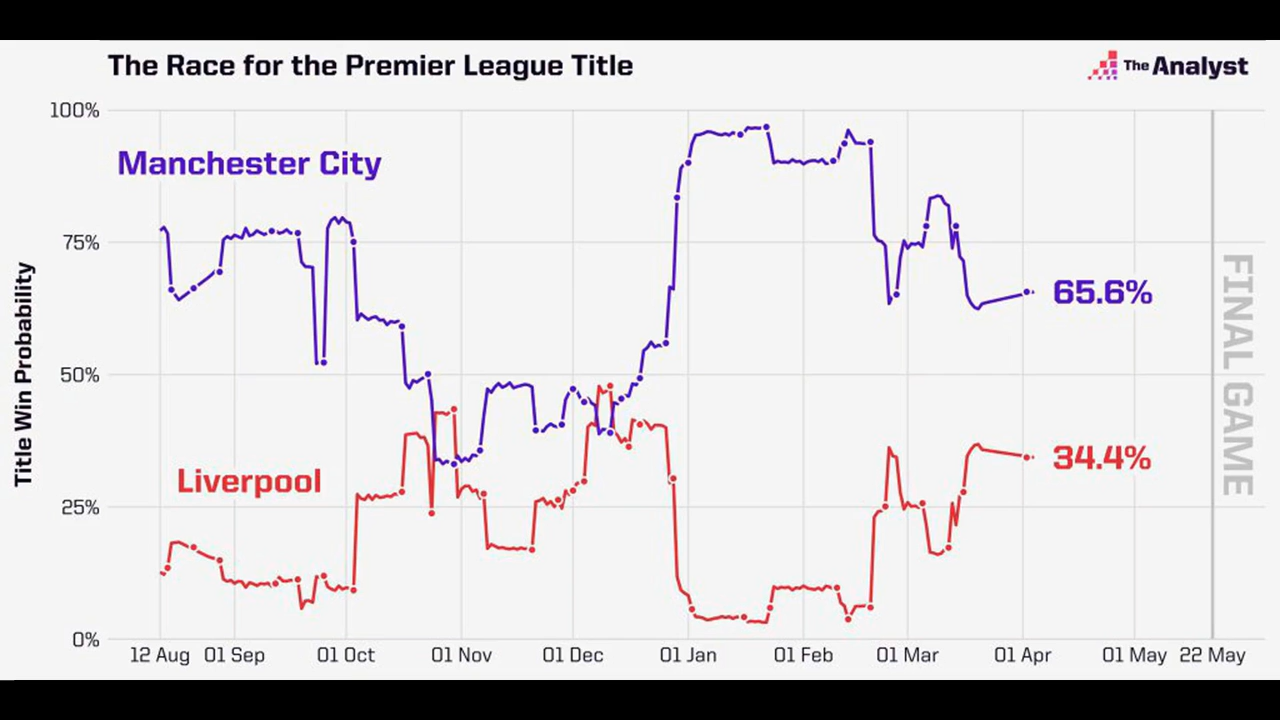 The Race for the Premier League Title
The Analyst
100%
Manchester City
75%
65.6%
50%
34.4%
Liverpool
25%
0%
Title Win Probability
FINAL GAME
12 Aug 01 Sep 01 Oct 01 Nov 01 Dec 01 Jan 01 Feb 01 Mar 01 Apr 01 May 22 May